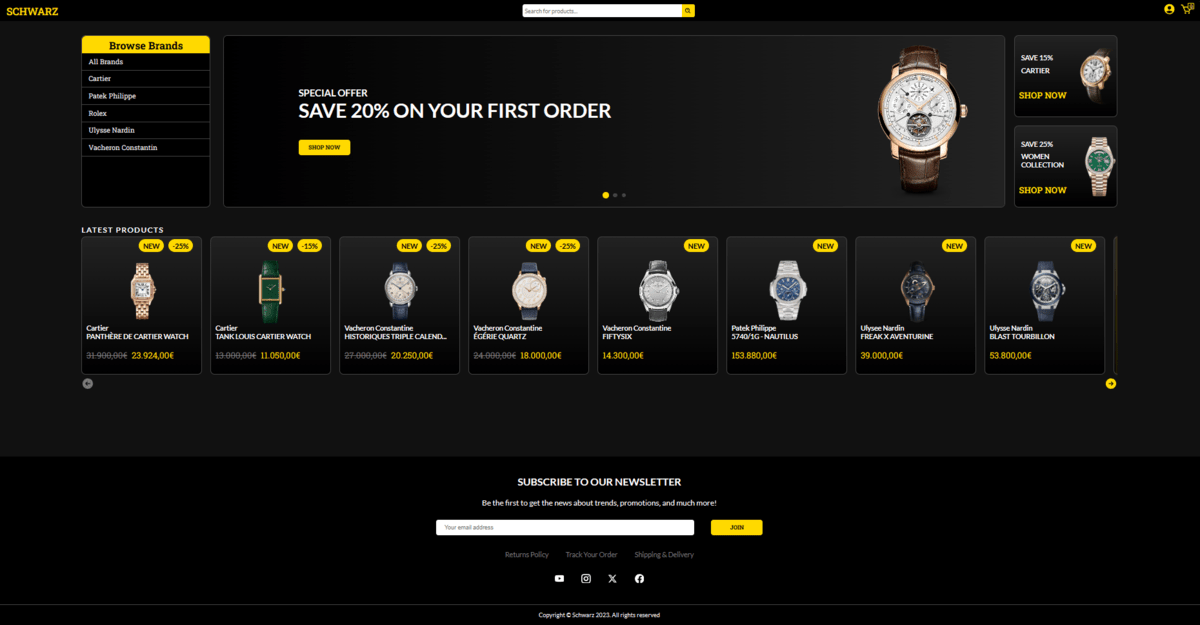 SCHWARZ
Search for products...
0
Browse Brands
All Brands
Cartier
Patek Philippe
Rolex
Ulysse Nardin
Vacheron Constantin
SPECIAL OFFER
SAVE 20% ON YOUR FIRST ORDER
SHOP NOW
SAVE 15%
CARTIER
SHOP NOW
SAVE 25%
WOMEN
COLLECTION
SHOP NOW
LATEST PRODUCTS
NEW -25%
Cartier
PANTHÈRE DE CARTIER WATCH
31.900,00€ 23.924,00€
NEW -15%
Cartier
TANK LOUIS CARTIER WATCH
13.000,00€ 11.050,00€
NEW -25%
Vacheron Constantine
HISTORIQUES TRIPLE CALEND...
27.000,00€ 20.250,00€
NEW -25%
Vacheron Constantine
ÉGÉRIE QUARTZ
24.000,00€ 18.000,00€
NEW
Vacheron Constantine
FIFTYSIX
14.300,00€
NEW
Patek Philippe
5740/1G - NAUTILUS
153.880,00€
NEW
Ulysee Nardin
FREAK X AVENTURINE
39.000,00€
NEW
Ulysse Nardin
BLAST TOURBILLON
53.800,00€
SUBSCRIBE TO OUR NEWSLETTER
Be the first to get the news about trends, promotions, and much more!
Your email address
JOIN
Returns Policy Track Your Order Shipping & Delivery
Copyright © Schwarz 2023. All rights reserved